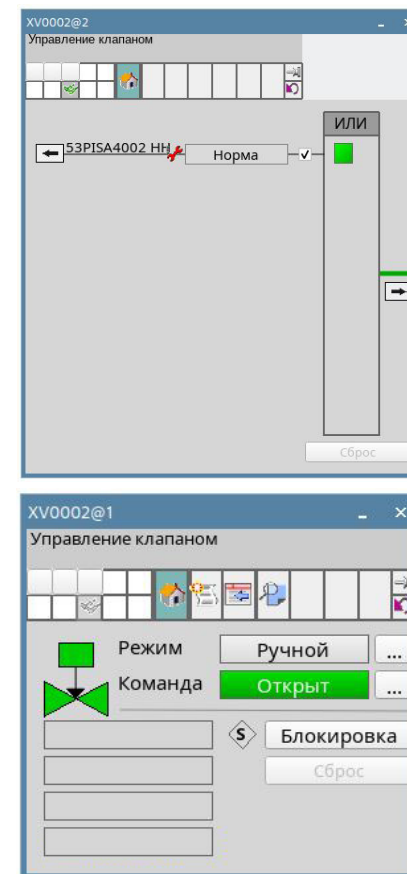 XV0002@2
Управление клапаном
ИЛИ
53PISA4002 HH
Норма
Сброс
XV0002@1
Управление клапаном
Режим Ручной ...
Команда Открыт ...
S Блокировка
Сброс